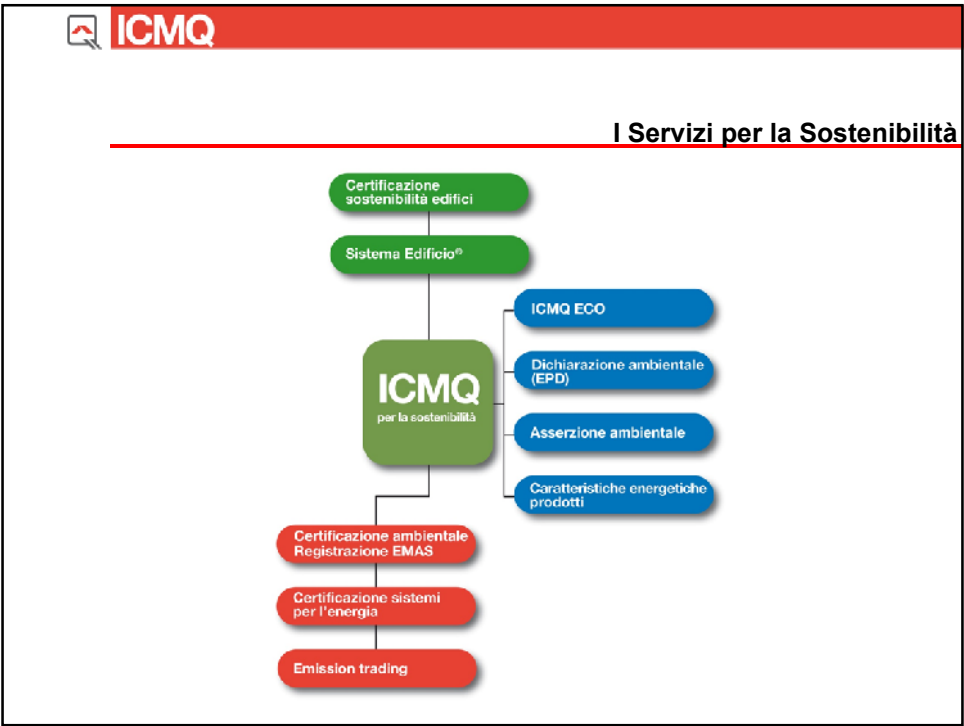 ICMQ
I Servizi per la Sostenibilità
Certificazione
sostenibilità edifici
Sistema Edificio®
ICMQ ECO
Dichiarazione ambientale
(EPD)
ICMQ
per la sostenibilità
Asserzione ambientale
Caratteristiche energetiche
prodotti
Certificazione ambientale
Registrazione EMAS
Certificazione sistemi
per l'energia
Emission trading